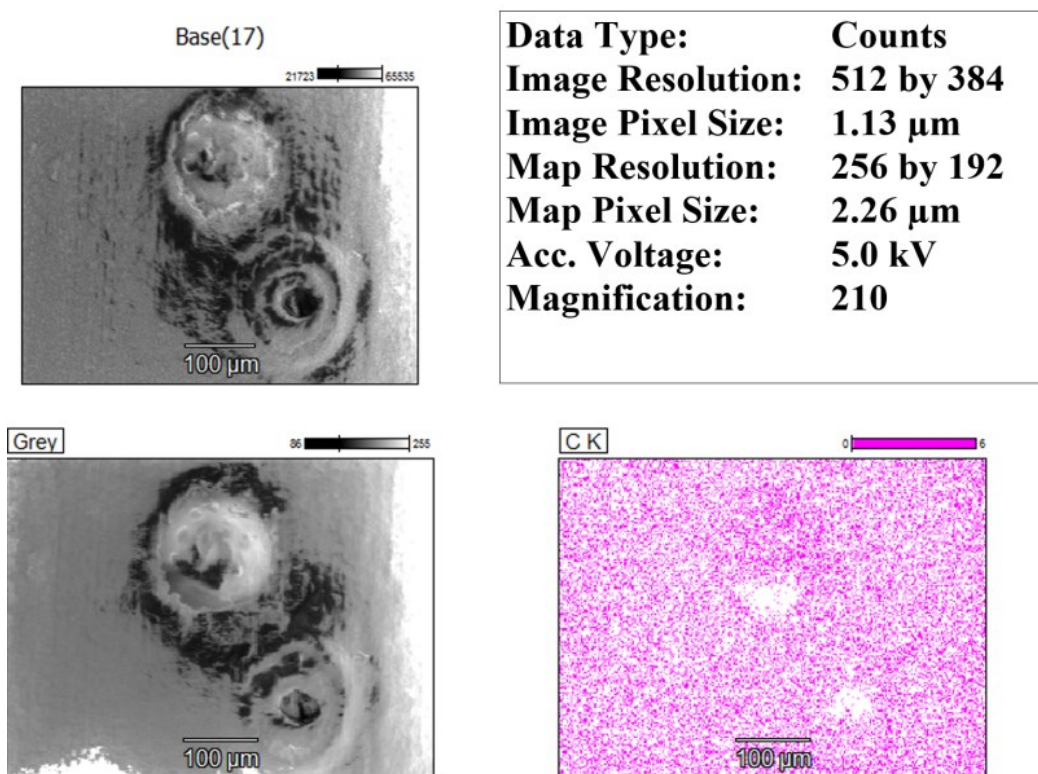 Base(17)
21723 65535
100 µm
Data Type: Counts
Image Resolution: 512 by 384
Image Pixel Size: 1.13 µm
Map Resolution: 256 by 192
Map Pixel Size: 2.26 µm
Acc. Voltage: 5.0 kV
Magnification: 210
Grey
86 255
100 µm
C K
0 6
100 µm